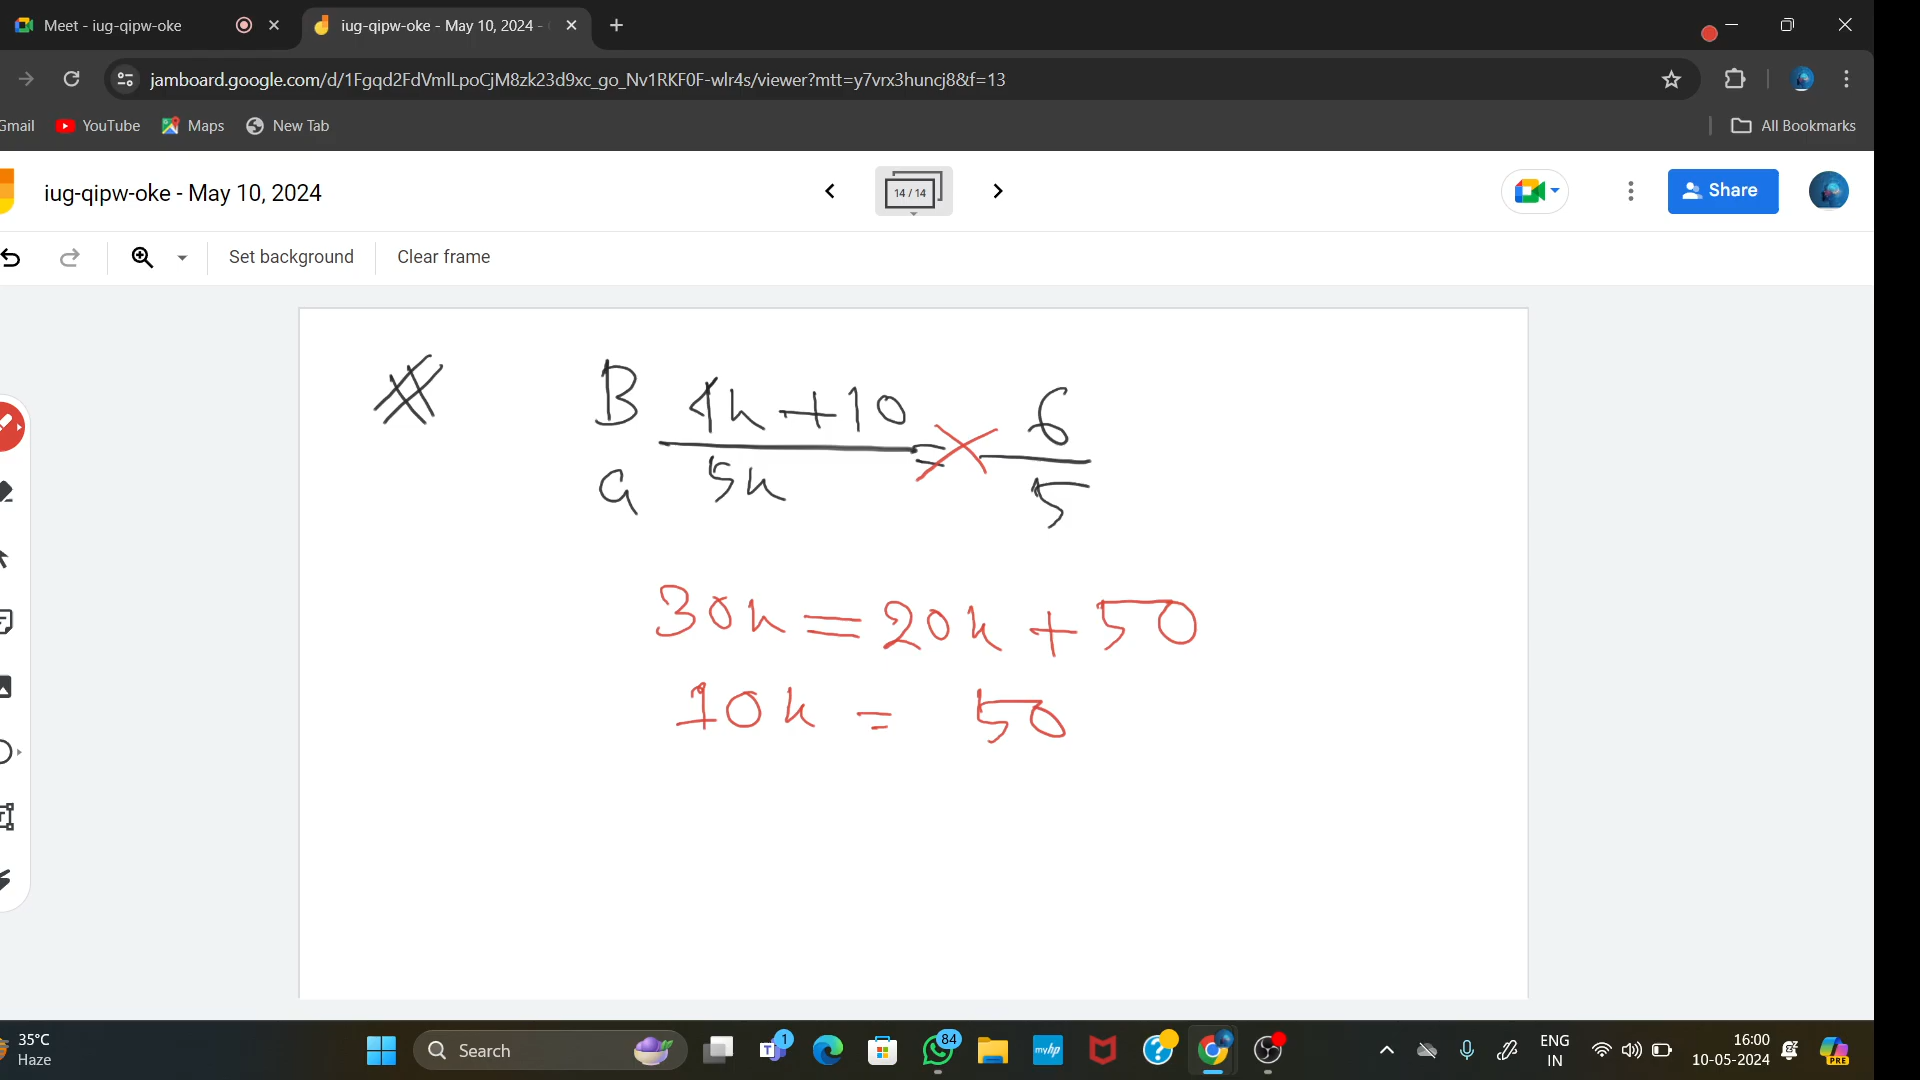 Meet - iug-qipw-oke
iug-qipw-oke - May 10, 2024 -
jamboard.google.com/d/1Fgqd2FdVmlLpoCjM8zk23d9xc_go_Nv1RKF0F-wlr4s/viewer?mtt=y7vrx3huncj8&f=13
Gmail YouTube Maps New Tab All Bookmarks
iug-qipw-oke - May 10, 2024
14 / 14
Share
Set background Clear frame
B 4k+10 = 6
G 5k 5
30k = 20k + 50
10k = 50
35°C
Haze
Search
1
84
myhp
ENG
IN
16:00
10-05-2024
PRE